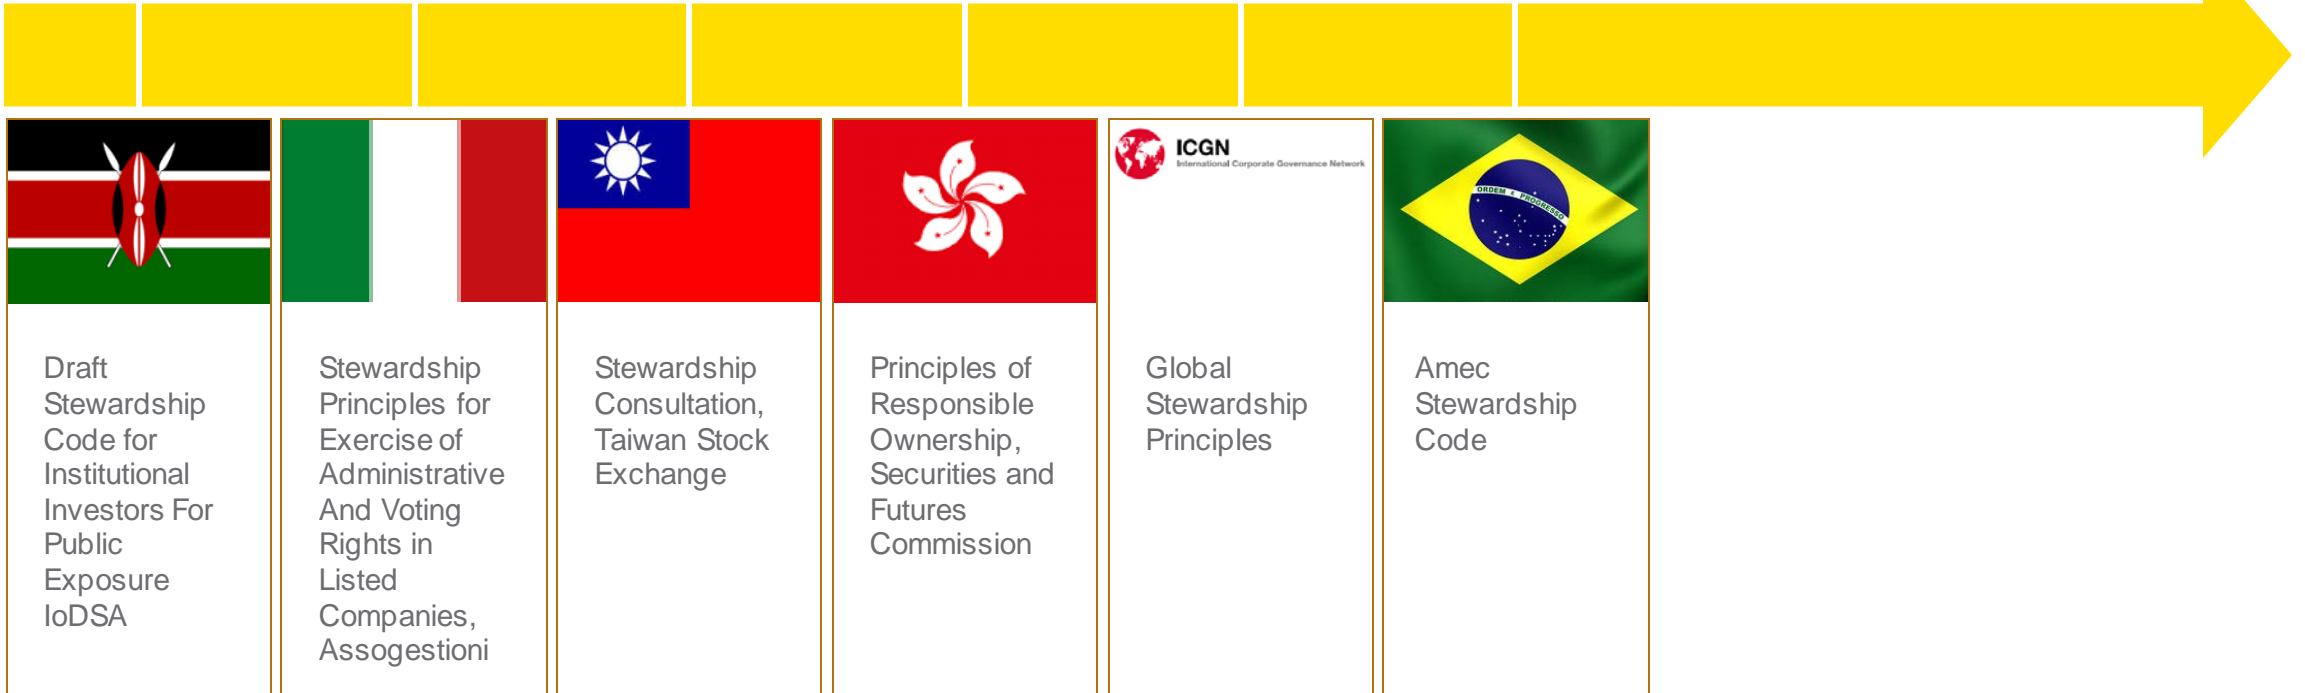 ICGN
International Corporate Governance Network
ORDEM E PROGRESSO
Draft
Stewardship
Code for
Institutional
Investors For
Public
Exposure
IoDSA
Stewardship
Principles for
Exercise of
Administrative
And Voting
Rights in
Listed
Companies,
Assogestioni
Stewardship
Consultation,
Taiwan Stock
Exchange
Principles of
Responsible
Ownership,
Securities and
Futures
Commission
Global
Stewardship
Principles
Amec
Stewardship
Code